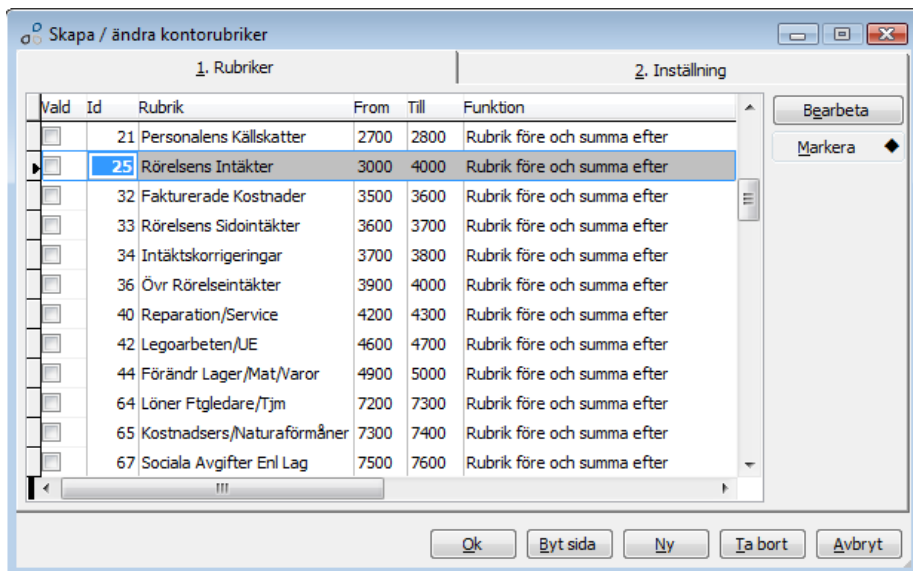 Skapa / ändra kontorubriker
1. Rubriker 2. Inställning
Vald Id Rubrik From Till Funktion
21 Personalens Källskatter 2700 2800 Rubrik före och summa efter
25 Rörelsens Intäkter 3000 4000 Rubrik före och summa efter
32 Fakturerade Kostnader 3500 3600 Rubrik före och summa efter
33 Rörelsens Sidointäkter 3600 3700 Rubrik före och summa efter
34 Intäktskorrigeringar 3700 3800 Rubrik före och summa efter
36 Övr Rörelseintäkter 3900 4000 Rubrik före och summa efter
40 Reparation/Service 4200 4300 Rubrik före och summa efter
42 Legoarbeten/UE 4600 4700 Rubrik före och summa efter
44 Förändr Lager/Mat/Varor 4900 5000 Rubrik före och summa efter
64 Löner Ftgledare/Tjm 7200 7300 Rubrik före och summa efter
65 Kostnadsers/Naturaförmåner 7300 7400 Rubrik före och summa efter
67 Sociala Avgifter Enl Lag 7500 7600 Rubrik före och summa efter
Bearbeta
Markera
Ok Byt sida Ny Ta bort Avbryt